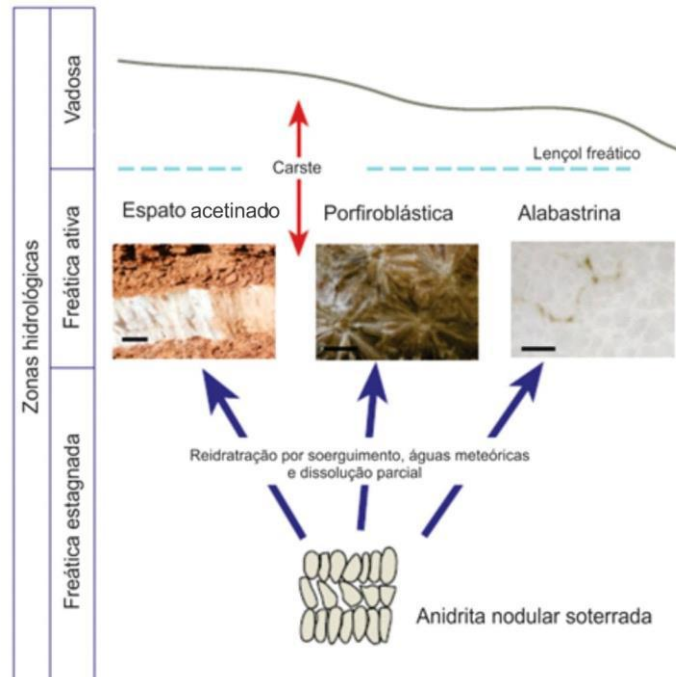 Zonas hidrológicas
Vadosa
Freática ativa
Freática estagnada
Lençol freático
Carste
Espato acetinado
Porfiroblástica
Alabastrina
Reidratração por soerguimento, águas meteóricas
e dissolução parcial
Anidrita nodular soterrada